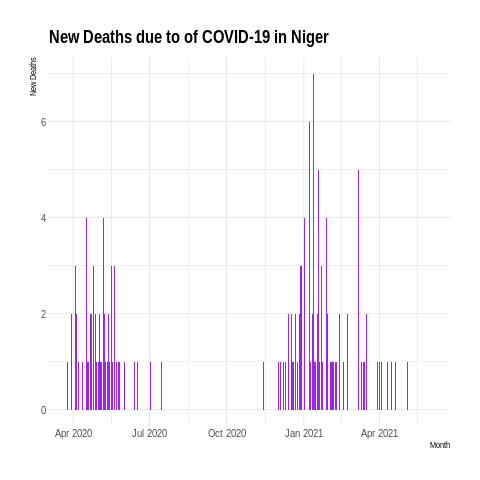 New Deaths due to of COVID-19 in Niger
New Deaths
6
4
2
0
Apr 2020 Jul 2020 Oct 2020 Jan 2021 Apr 2021
Month